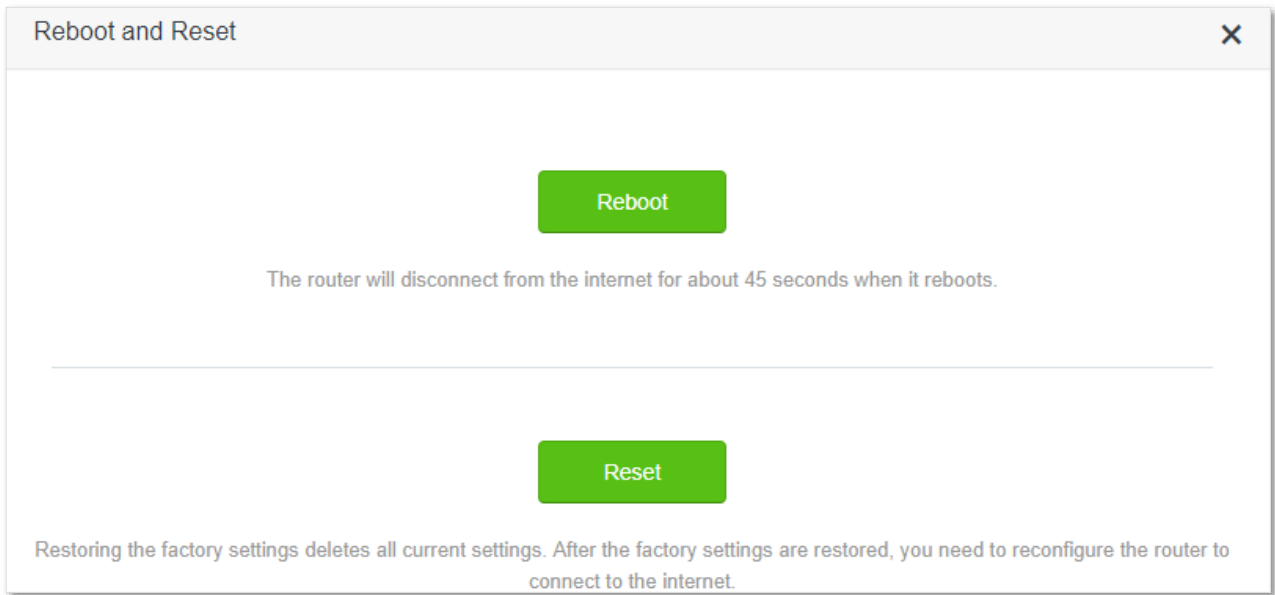 Reboot and Reset
Reboot
The router will disconnect from the internet for about 45 seconds when it reboots.
Reset
Restoring the factory settings deletes all current settings. After the factory settings are restored, you need to reconfigure the router to
connect to the internet.